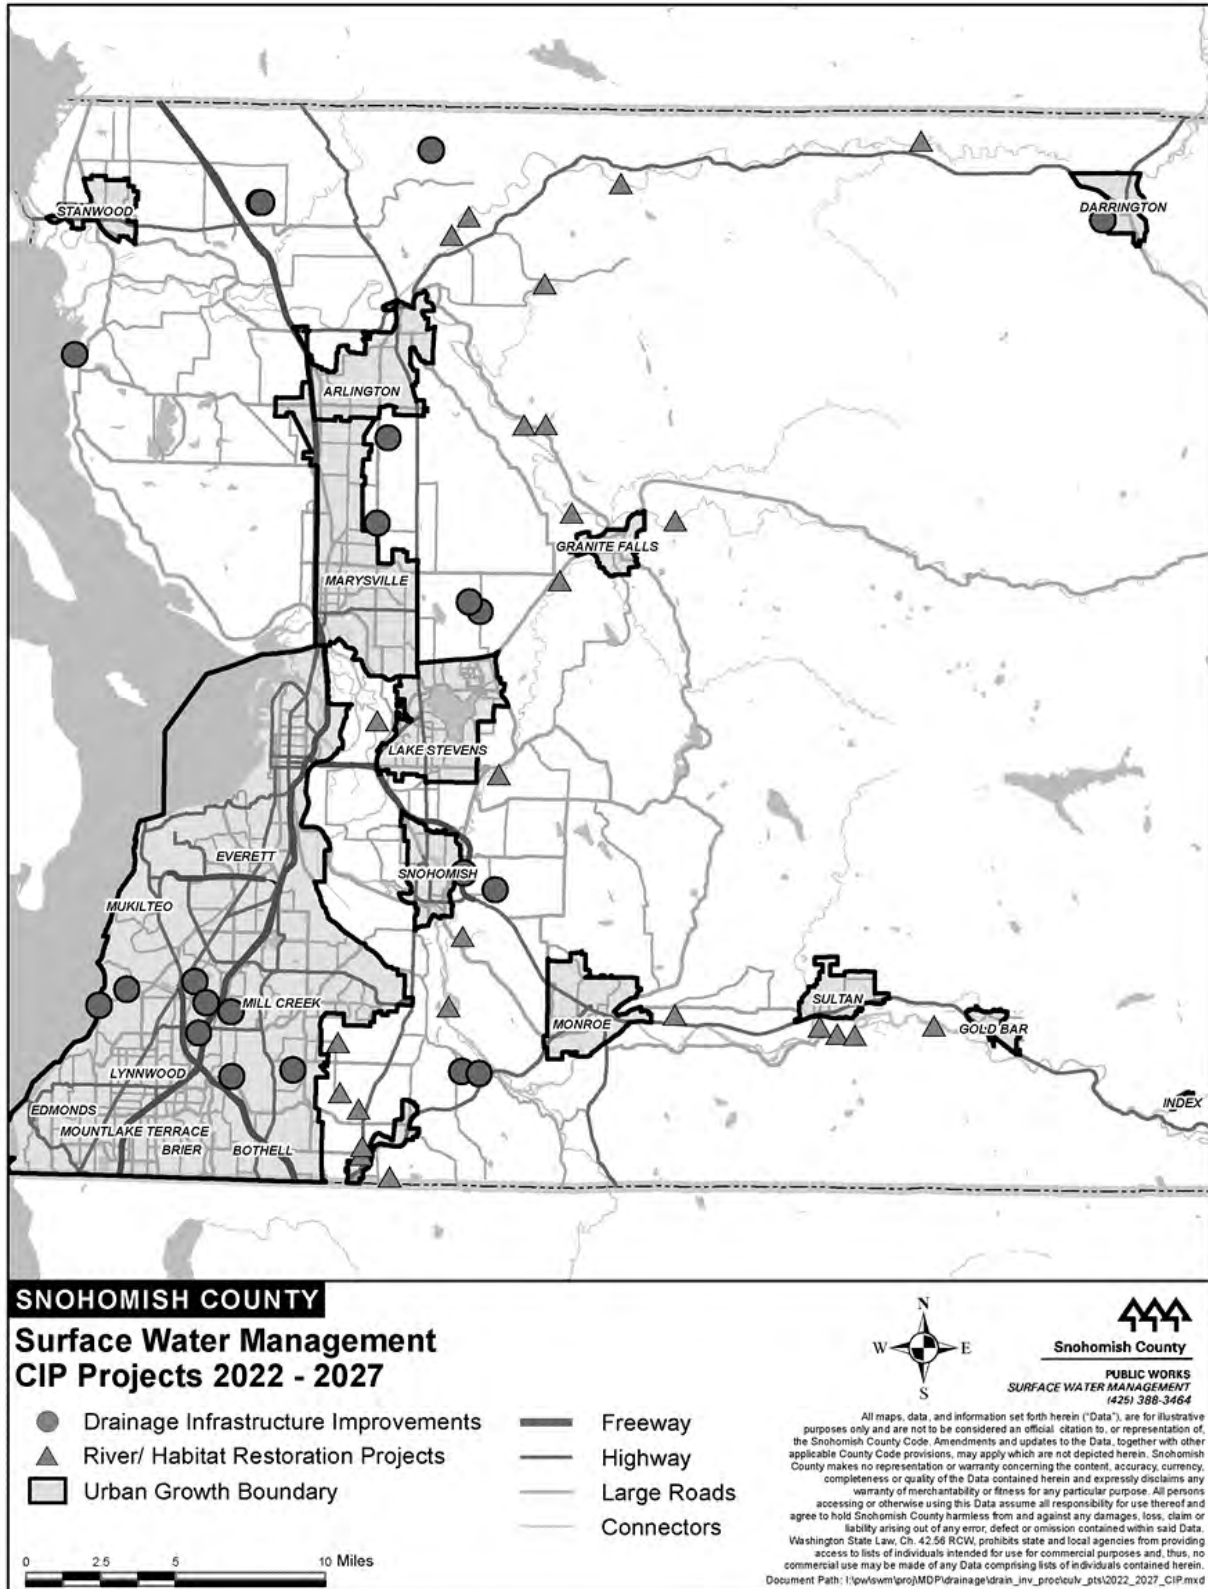 STANWOOD
DARRINGTON
ARLINGTON
GRANITE FALLS
MARYSVILLE
LAKE STEVENS
EVERETT
SNOHOMISH
MUKILTEO
MILL CREEK
SULTAN
MONROE
GOLD BAR
LYNNWOOD
INDEX
EDMONDS
MOUNTLAKE TERRACE
BRIER
BOTHELL
SNOHOMISH COUNTY
Surface Water Management
CIP Projects 2022 - 2027
Drainage Infrastructure Improvements
River/ Habitat Restoration Projects
Urban Growth Boundary
Freeway
Highway
Large Roads
Connectors
0 2.5 5 10 Miles
N
W E
S
Snohomish County
PUBLIC WORKS
SURFACE WATER MANAGEMENT
(425) 388-3464
All maps, data, and information set forth herein ("Data"), are for illustrative
purposes only and are not to be considered an official citation to, or representation of,
the Snohomish County Code. Amendments and updates to the Data, together with other
applicable County Code provisions, may apply which are not depicted herein. Snohomish
County makes no representation or warranty concerning the content, accuracy, currency,
completeness or quality of the Data contained herein and expressly disclaims any
warranty of merchantability or fitness for any particular purpose. All persons
accessing or otherwise using this Data assume all responsibility for use thereof and
agree to hold Snohomish County harmless from and against any damages, loss, claim or
liability arising out of any error, defect or omission contained within said Data.
Washington State Law, Ch. 42.56 RCW, prohibits state and local agencies from providing
access to lists of individuals intended for use for commercial purposes and, thus, no
commercial use may be made of any Data comprising lists of individuals contained herein.
Document Path: I:\pw\swm\proj\MDP\drainage\drain_inv_proc\culv_pts\2022_2027_CIP.mxd